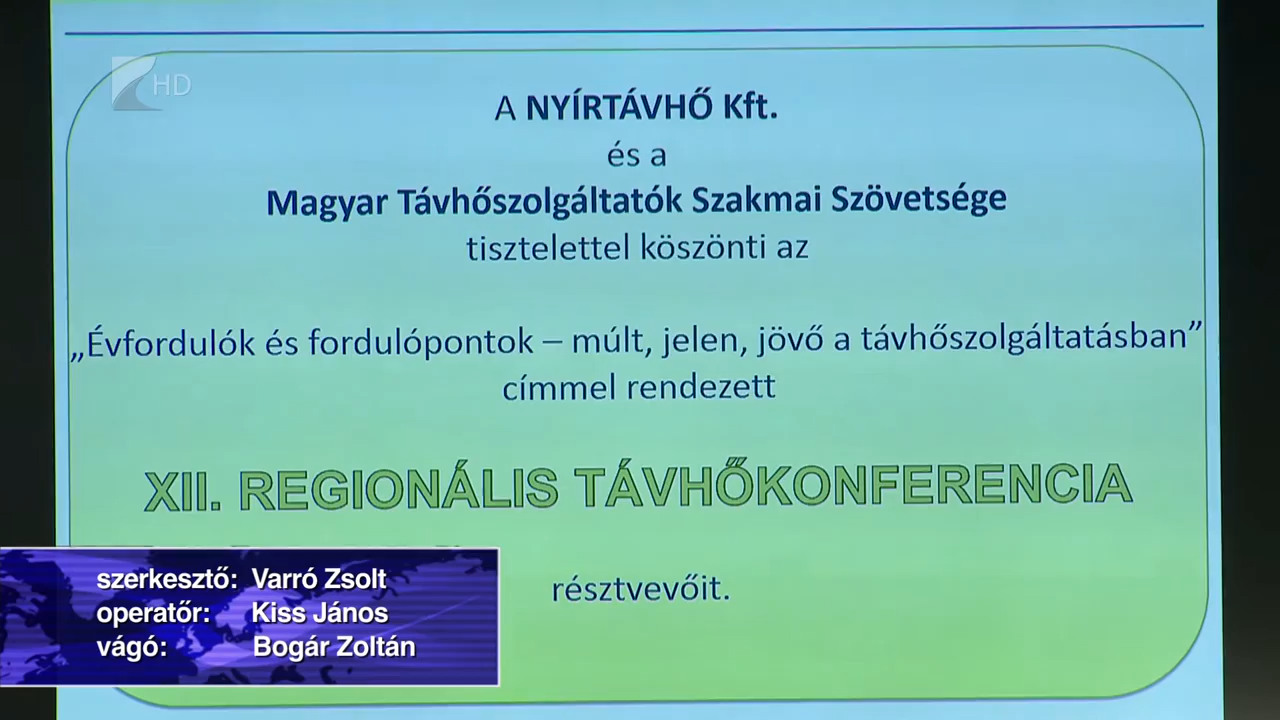 HD
A NYÍRTÁVHŐ Kft.
és a
Magyar Távhőszolgáltatók Szakmai Szövetsége
tisztelettel köszönti az
„Évfordulók és fordulópontok – múlt, jelen, jövő a távhőszolgáltatásban”
címmel rendezett
XII. REGIONÁLIS TÁVHŐKONFERENCIA
résztvevőit.
szerkesztő: Varró Zsolt
operatőr: Kiss János
vágó: Bogár Zoltán